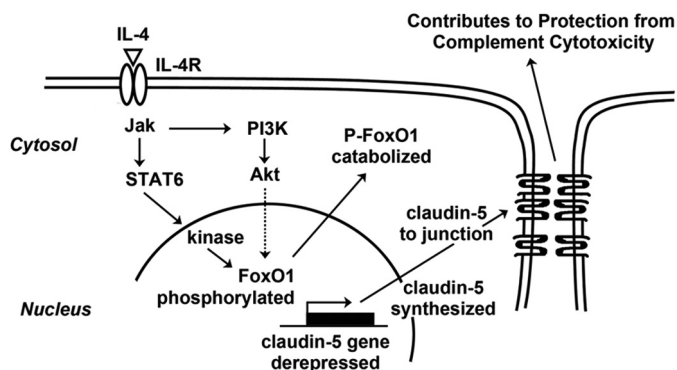 Contributes to Protection from
Complement Cytotoxicity
IL-4
IL-4R
Jak
PI3K
P-FoxO1
catabolized
Cytosol
STAT6
Akt
claudin-5
to junction
kinase
FoxO1
phosphorylated
claudin-5
synthesized
Nucleus
claudin-5 gene
derepressed